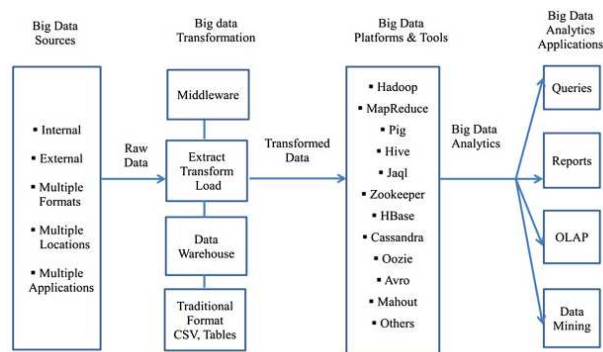 Big Data
Sources
▪ Internal
▪ External
▪ Multiple
Formats
▪ Multiple
Locations
▪ Multiple
Applications
Raw
Data
Big data
Transformation
Middleware
Extract
Transform
Load
Data
Warehouse
Traditional
Format
CSV, Tables
Transformed
Data
Big Data
Platforms & Tools
▪ Hadoop
▪ MapReduce
▪ Pig
▪ Hive
▪ Jaql
▪ Zookeeper
▪ HBase
▪ Cassandra
▪ Oozie
▪ Avro
▪ Mahout
▪ Others
Big Data
Analytics
Big Data
Analytics
Applications
Queries
Reports
OLAP
Data
Mining